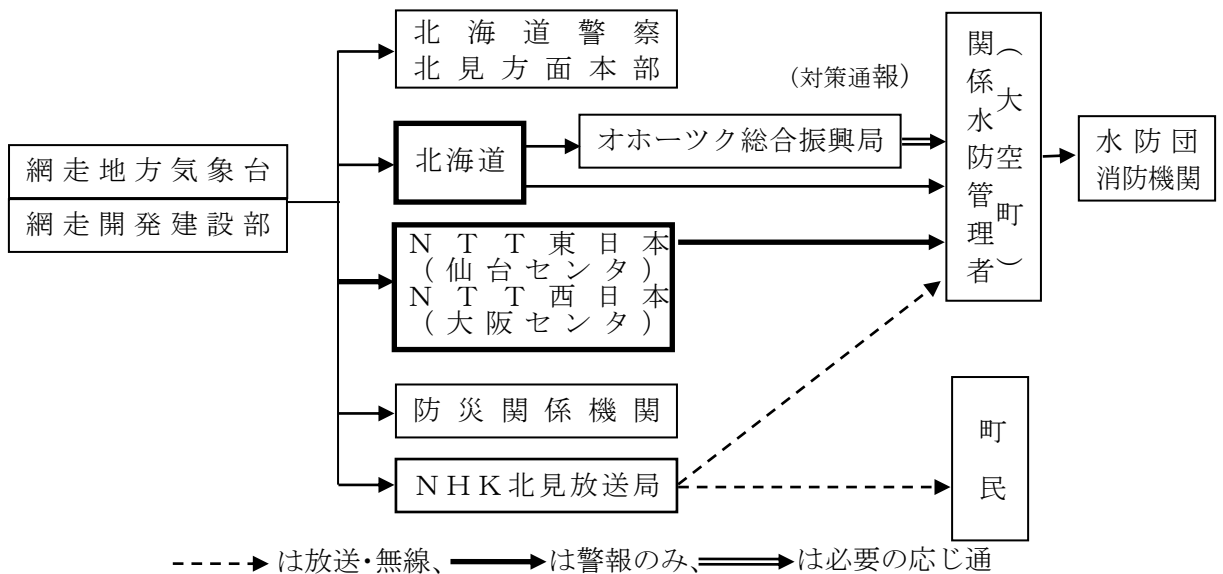 北海道警察
北見方面本部
(対策通報)
網走地方気象台
網走開発建設部
北海道
オホーツク総合振興局
関係水防管理者
(大空町)
水防団
消防機関
NTT東日本
(仙台センタ)
NTT西日本
(大阪センタ)
防災関係機関
NHK北見放送局
町民
は放送・無線、は警報のみ、は必要の応じ通